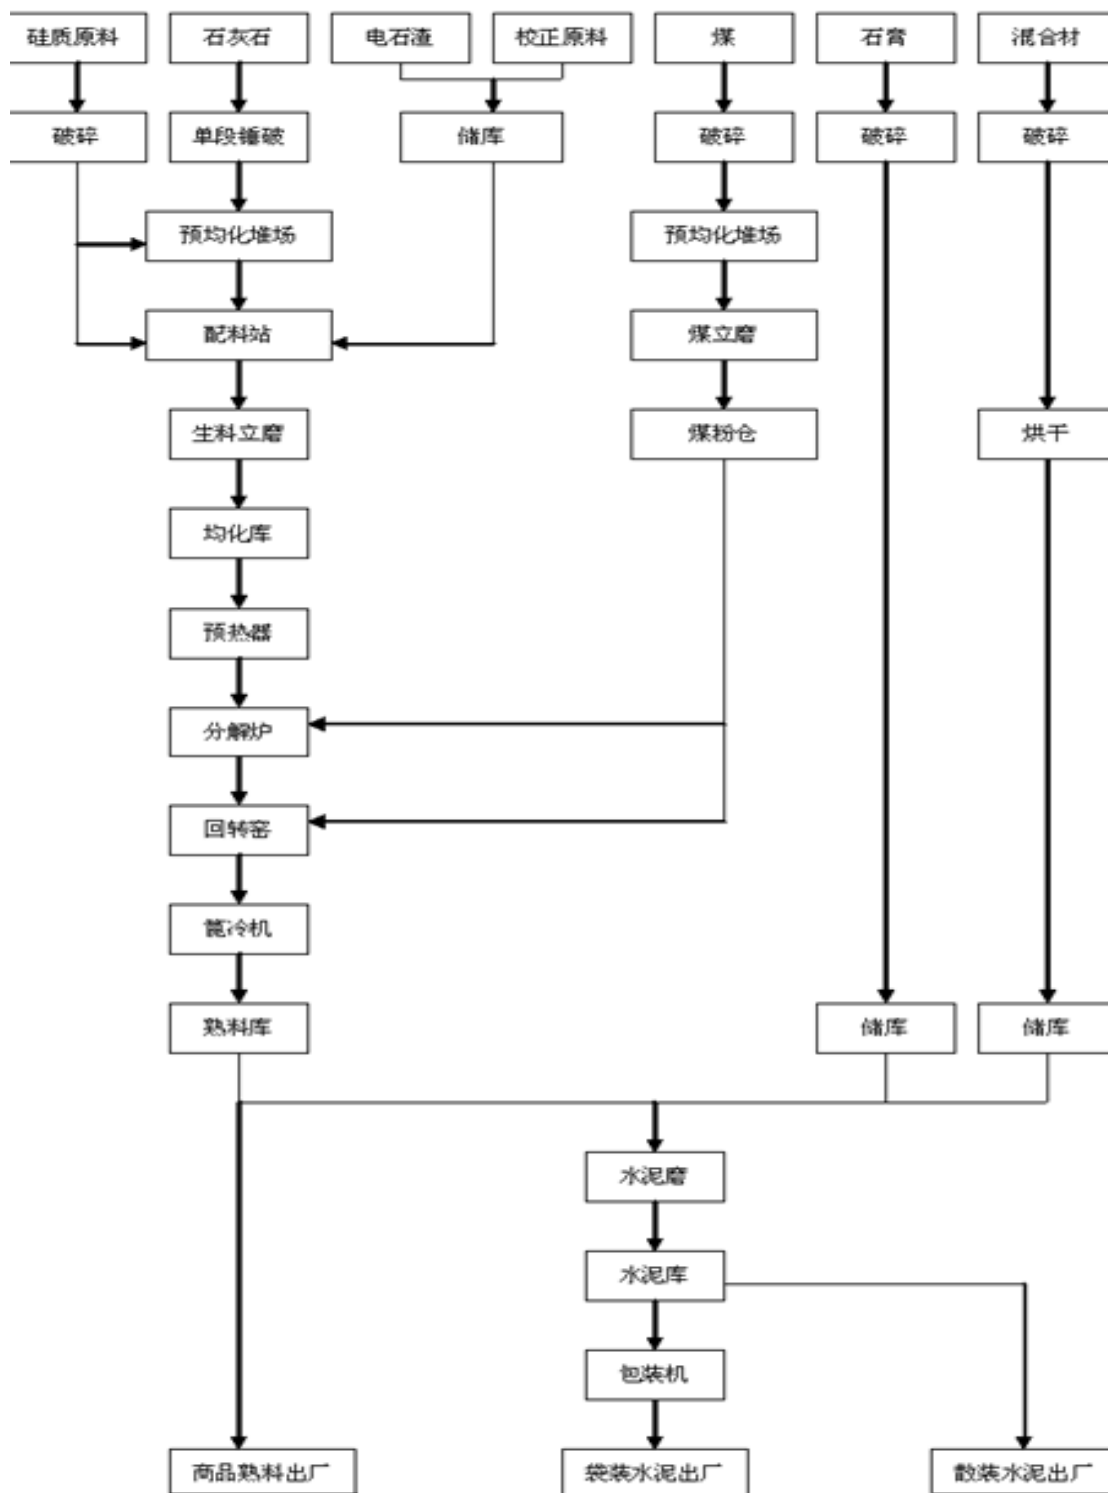 硅质原料
石灰石
电石渣
校正原料
煤
石膏
混合材
破碎
单段锤破
储库
破碎
破碎
破碎
预均化堆场
预均化堆场
配料站
煤立磨
生料立磨
煤粉仓
烘干
均化库
预热器
分解炉
回转窑
篦冷机
熟料库
储库
储库
水泥磨
水泥库
包装机
商品熟料出厂
袋装水泥出厂
散装水泥出厂